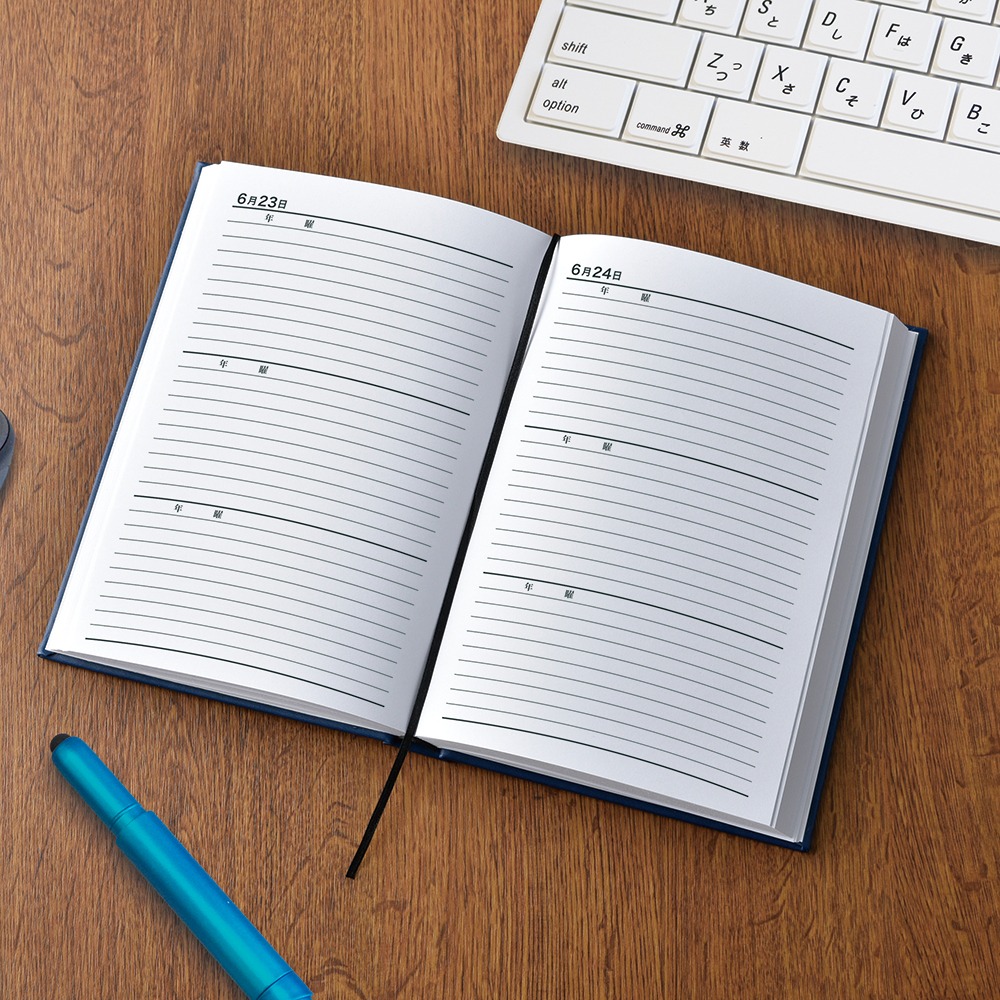 S
と
D
し
F
は
G
き
shift
Z
つ
っ
X
さ
C
そ
V
ひ
B
こ
alt
option
command ⌘
英数
6月23日
年 曜
年 曜
年 曜
6月24日
年 曜
年 曜
年 曜